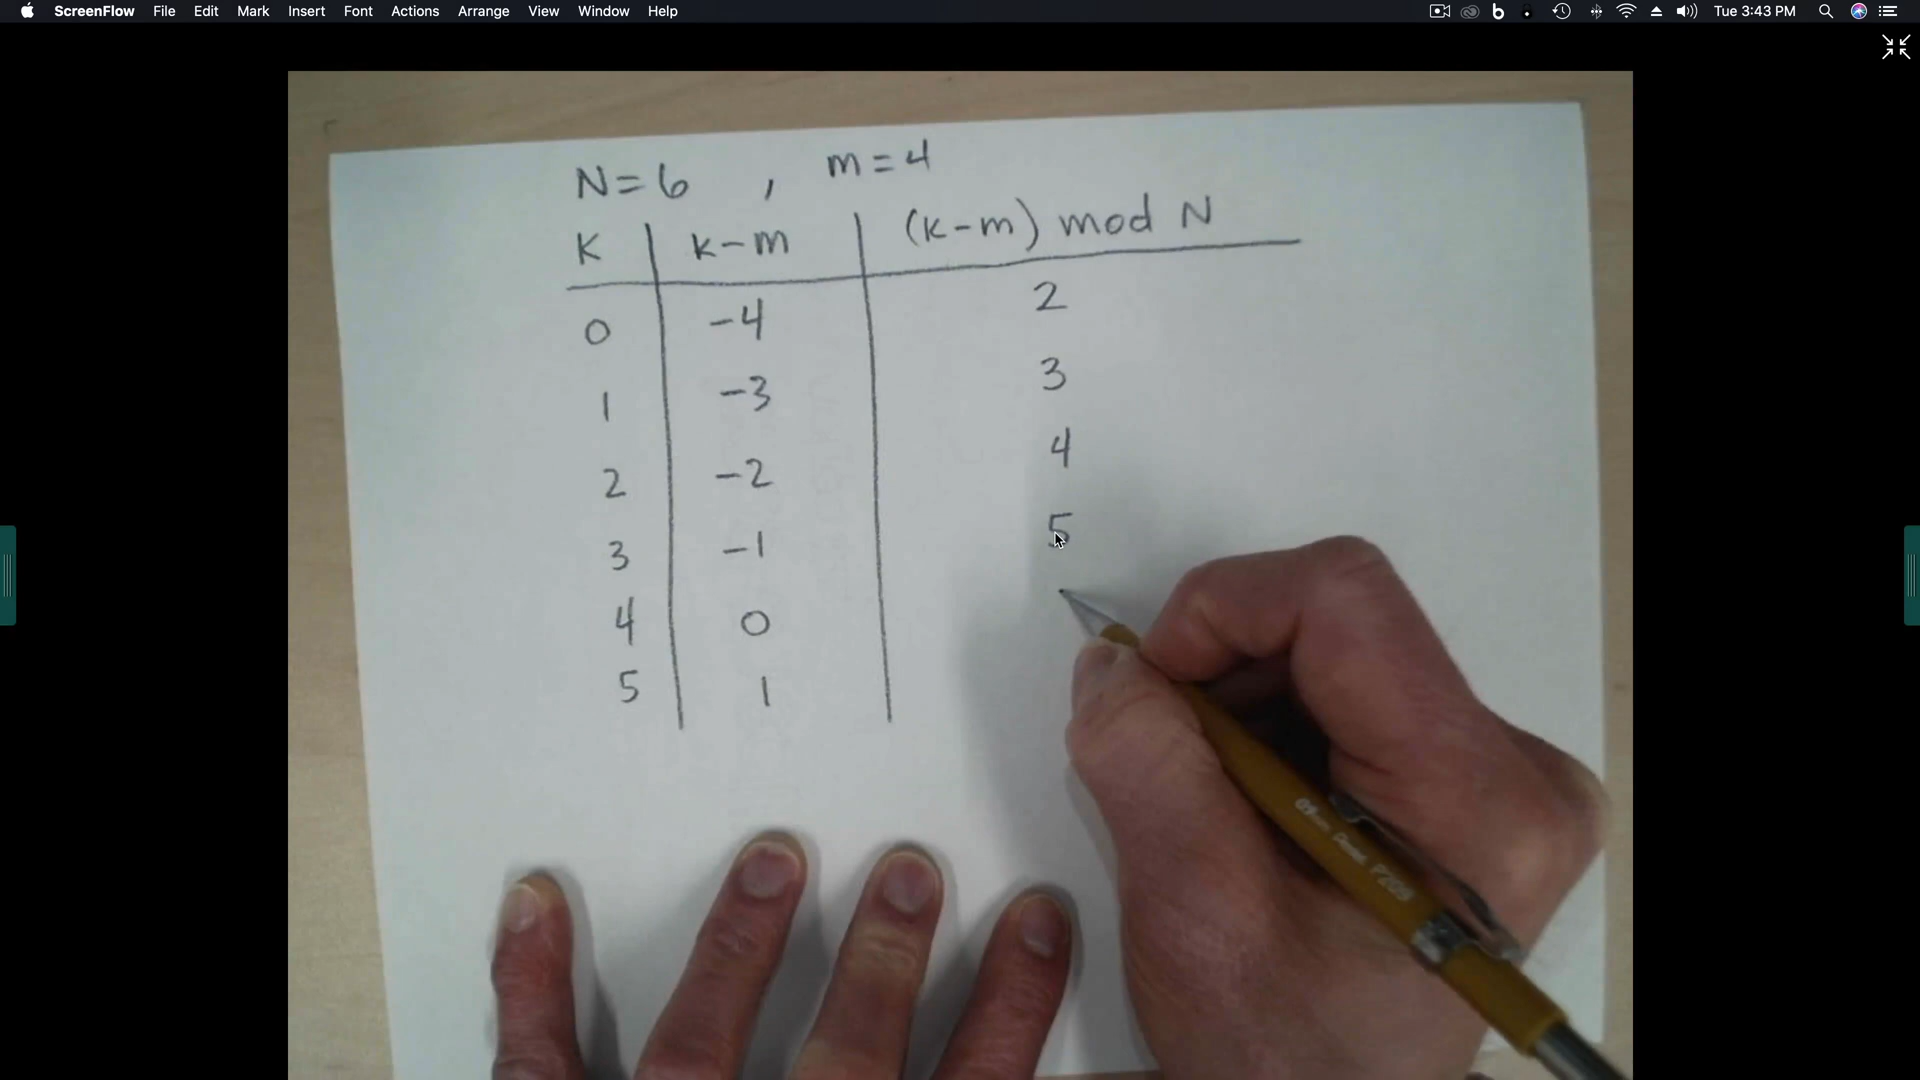 ScreenFlow File Edit Mark Insert Font Actions Arrange View Window Help Tue 3:43 PM
N=6 , m=4
K k-m (k-m) mod N
0 -4 2
1 -3 3
2 -2 4
3 -1 5
4 0
5 1